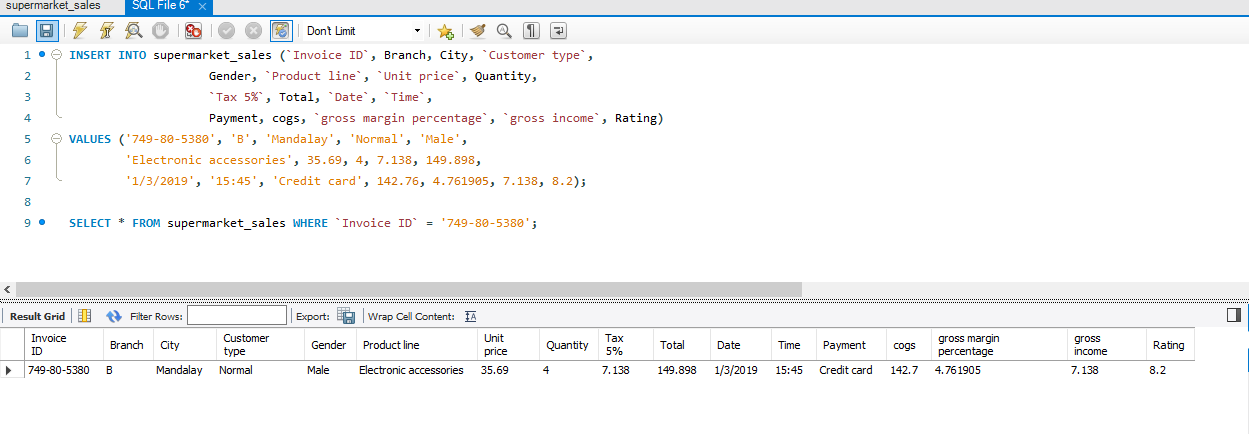 supermarket_sales SQL File 6* ×
Don't Limit
1 INSERT INTO supermarket_sales (`Invoice ID`, Branch, City, `Customer type`,
2 Gender, `Product line`, `Unit price`, Quantity,
3 `Tax 5%`, Total, `Date`, `Time`,
4 Payment, cogs, `gross margin percentage`, `gross income`, Rating)
5 VALUES ('749-80-5380', 'B', 'Mandalay', 'Normal', 'Male',
6 'Electronic accessories', 35.69, 4, 7.138, 149.898,
7 '1/3/2019', '15:45', 'Credit card', 142.76, 4.761905, 7.138, 8.2);
8
9 SELECT * FROM supermarket_sales WHERE `Invoice ID` = '749-80-5380';
Result Grid Filter Rows: Export: Wrap Cell Content:
Invoice ID Branch City Customer type Gender Product line Unit price Quantity Tax 5% Total Date Time Payment cogs gross margin percentage gross income Rating
749-80-5380 B Mandalay Normal Male Electronic accessories 35.69 4 7.138 149.898 1/3/2019 15:45 Credit card 142.7 4.761905 7.138 8.2